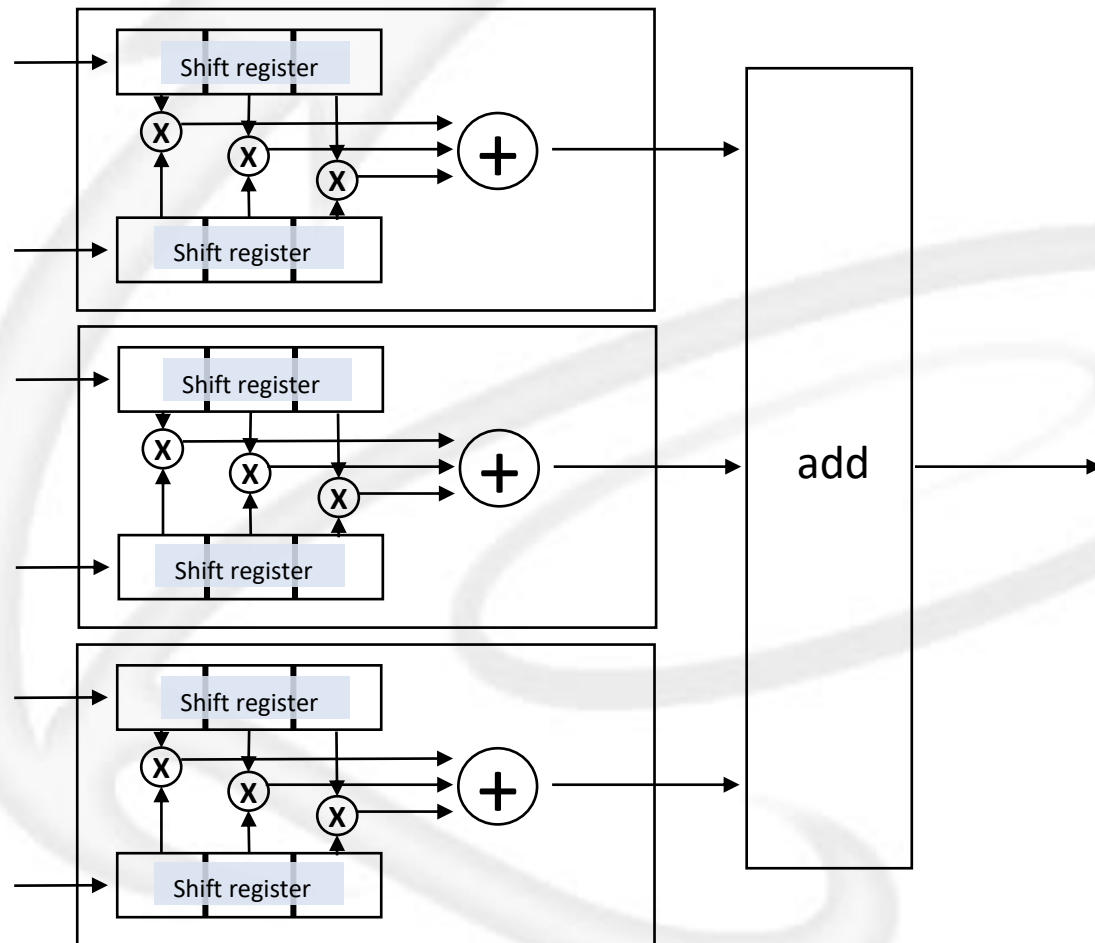 Shift register
X
X
X
+
Shift register
Shift register
X
X
X
+
add
Shift register
Shift register
X
X
X
+
Shift register